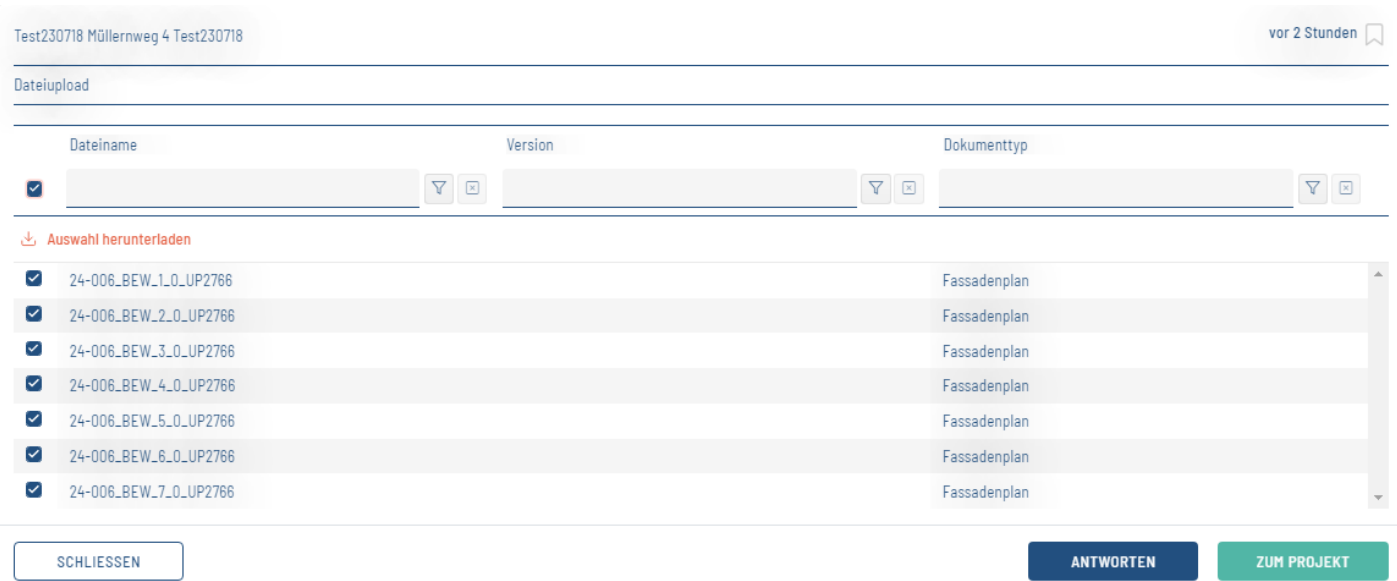 Test230718 Müllernweg 4 Test230718 vor 2 Stunden
Dateiupload
Dateiname Version Dokumenttyp
Auswahl herunterladen
24-006_BEW_1_0_UP2766 Fassadenplan
24-006_BEW_2_0_UP2766 Fassadenplan
24-006_BEW_3_0_UP2766 Fassadenplan
24-006_BEW_4_0_UP2766 Fassadenplan
24-006_BEW_5_0_UP2766 Fassadenplan
24-006_BEW_6_0_UP2766 Fassadenplan
24-006_BEW_7_0_UP2766 Fassadenplan
SCHLIESSEN ANTWORTEN ZUM PROJEKT